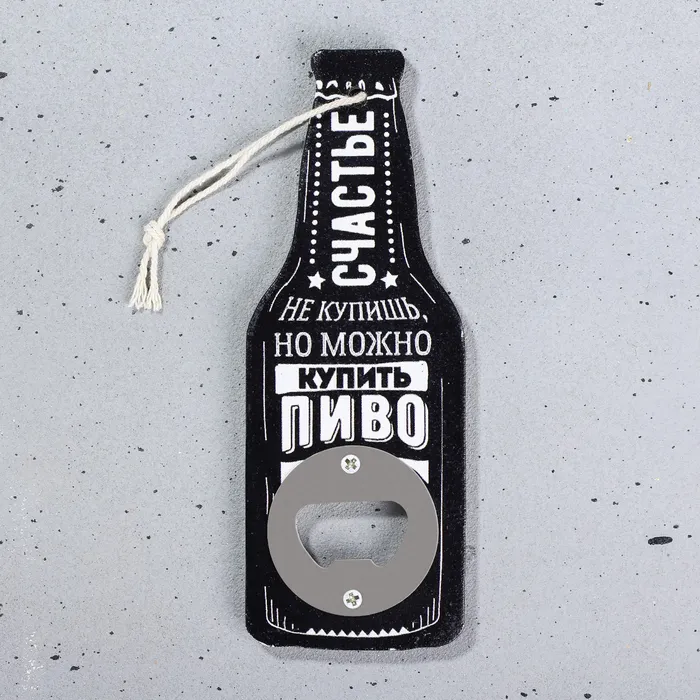 СЧАСТЬЕ
НЕ КУПИШЬ,
НО МОЖНО
КУПИТЬ
ПИВО